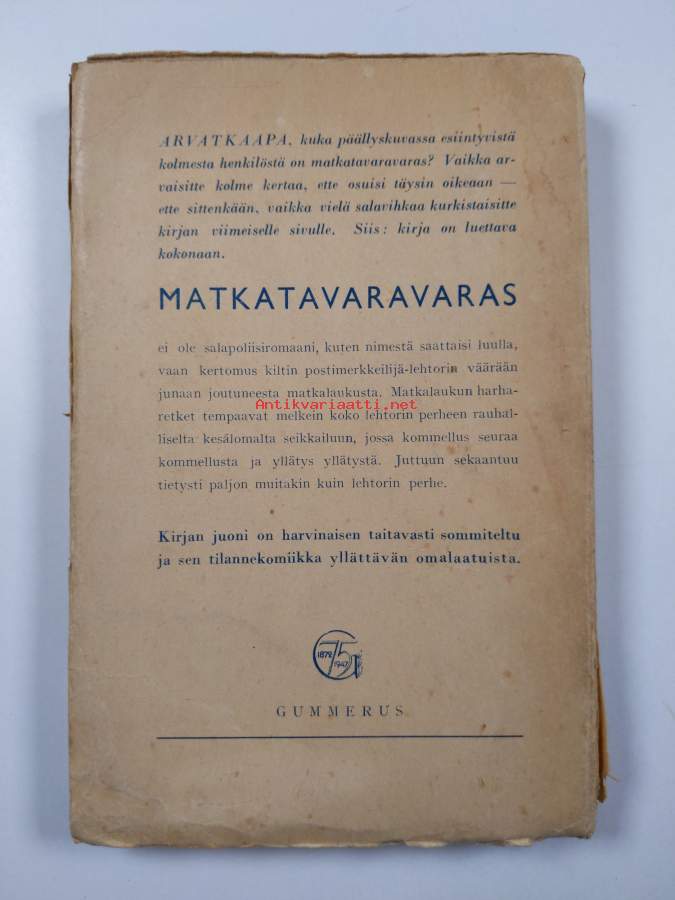 ARVATKAAPA, kuka päällyskuvassa esiintyvistä
kolmesta henkilöstä on matkatavaravaras? Vaikka ar-
vaisitte kolme kertaa, ette osuisi täysin oikeaan —
ette sittenkään, vaikka vielä salavihkaa kurkistaisitte
kirjan viimeiselle sivulle. Siis: kirja on luettava
kokonaan.
MATKATAVARAVARAS
ei ole salapoliisiromaani, kuten nimestä saattaisi luulla,
vaan kertomus kiltin postimerkkeilijä-lehtorin väärään
junaan joutuneesta matkalaukusta. Matkalaukun harha-
Antikvariaatti.net
retket tempaavat melkein koko lehtorin perheen rauhal-
liselta kesälomalta seikkailuun, jossa kommellus seuraa
kommellusta ja yllätys yllätystä. Juttuun sekaantuu
tietysti paljon muitakin kuin lehtorin perhe.
Kirjan juoni on harvinaisen taitavasti sommiteltu
ja sen tilannekomiikka yllättävän omalaatuista.
1872 75
1947
GUMMERUS